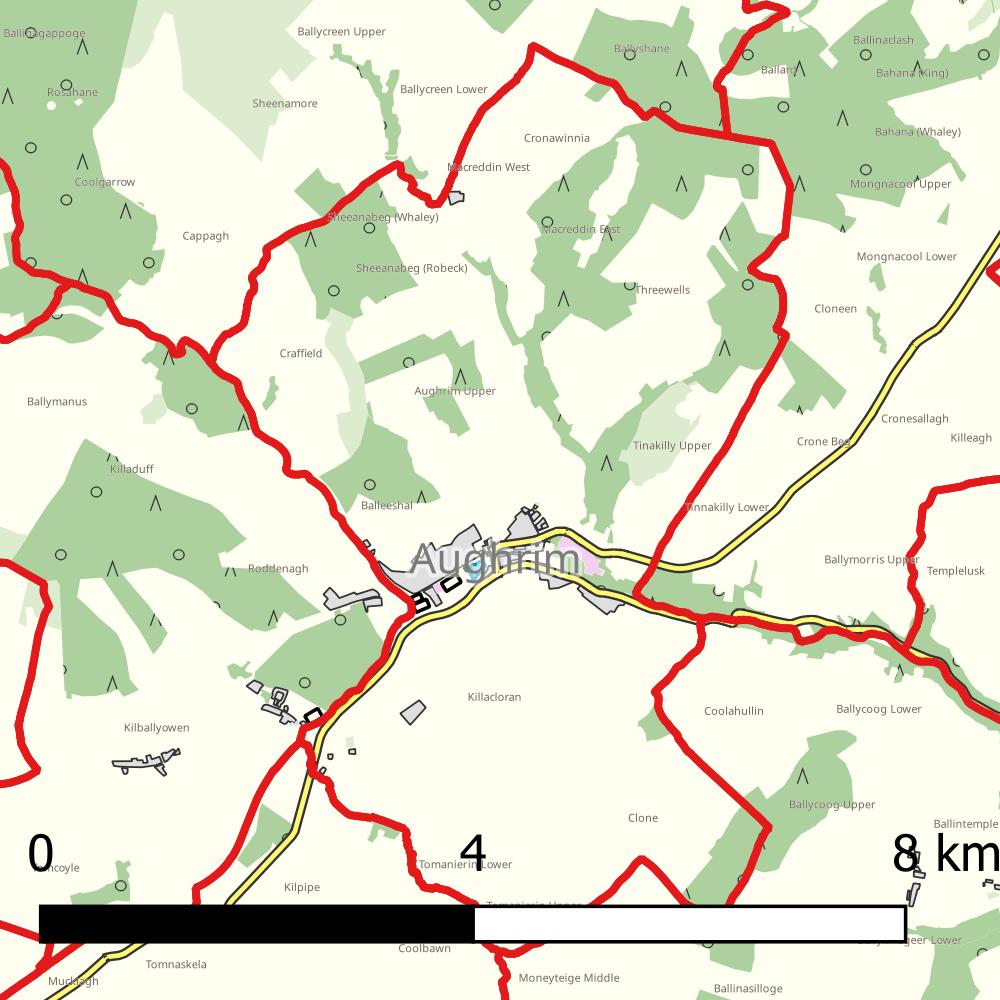 Ballycreen Upper
Ballinaclash
Ballyshane
Ballard
Bahana (King)
Rosahane
Ballycreen Lower
Sheenamore
Cronawinnia
Bahana (Whaley)
Macreddin West
Coolgarrow
Mongnacool Upper
Sheeanabeg (Whaley)
Macreddin East
Cappagh
Mongnacool Lower
Sheeanabeg (Robeck)
Threewells
Cloneen
Craffield
Aughrim Upper
Ballymanus
Cronesallagh
Killeagh
Crone Beg
Tinakilly Upper
Killaduff
Balleeshal
Tinnakilly Lower
Aughrim
Ballymorris Upper
Roddenagh
Templelusk
Killacloran
Coolahullin
Ballycoog Lower
Kilballyowen
Ballycoog Upper
Clone
Ballintemple
0 4 8 km
Tomanierin Lower
Kilpipe
Tomanierin Upper
Coolbawn
Tomnaskela
Mucklagh
Moneyteige Middle
Ballinasilloge